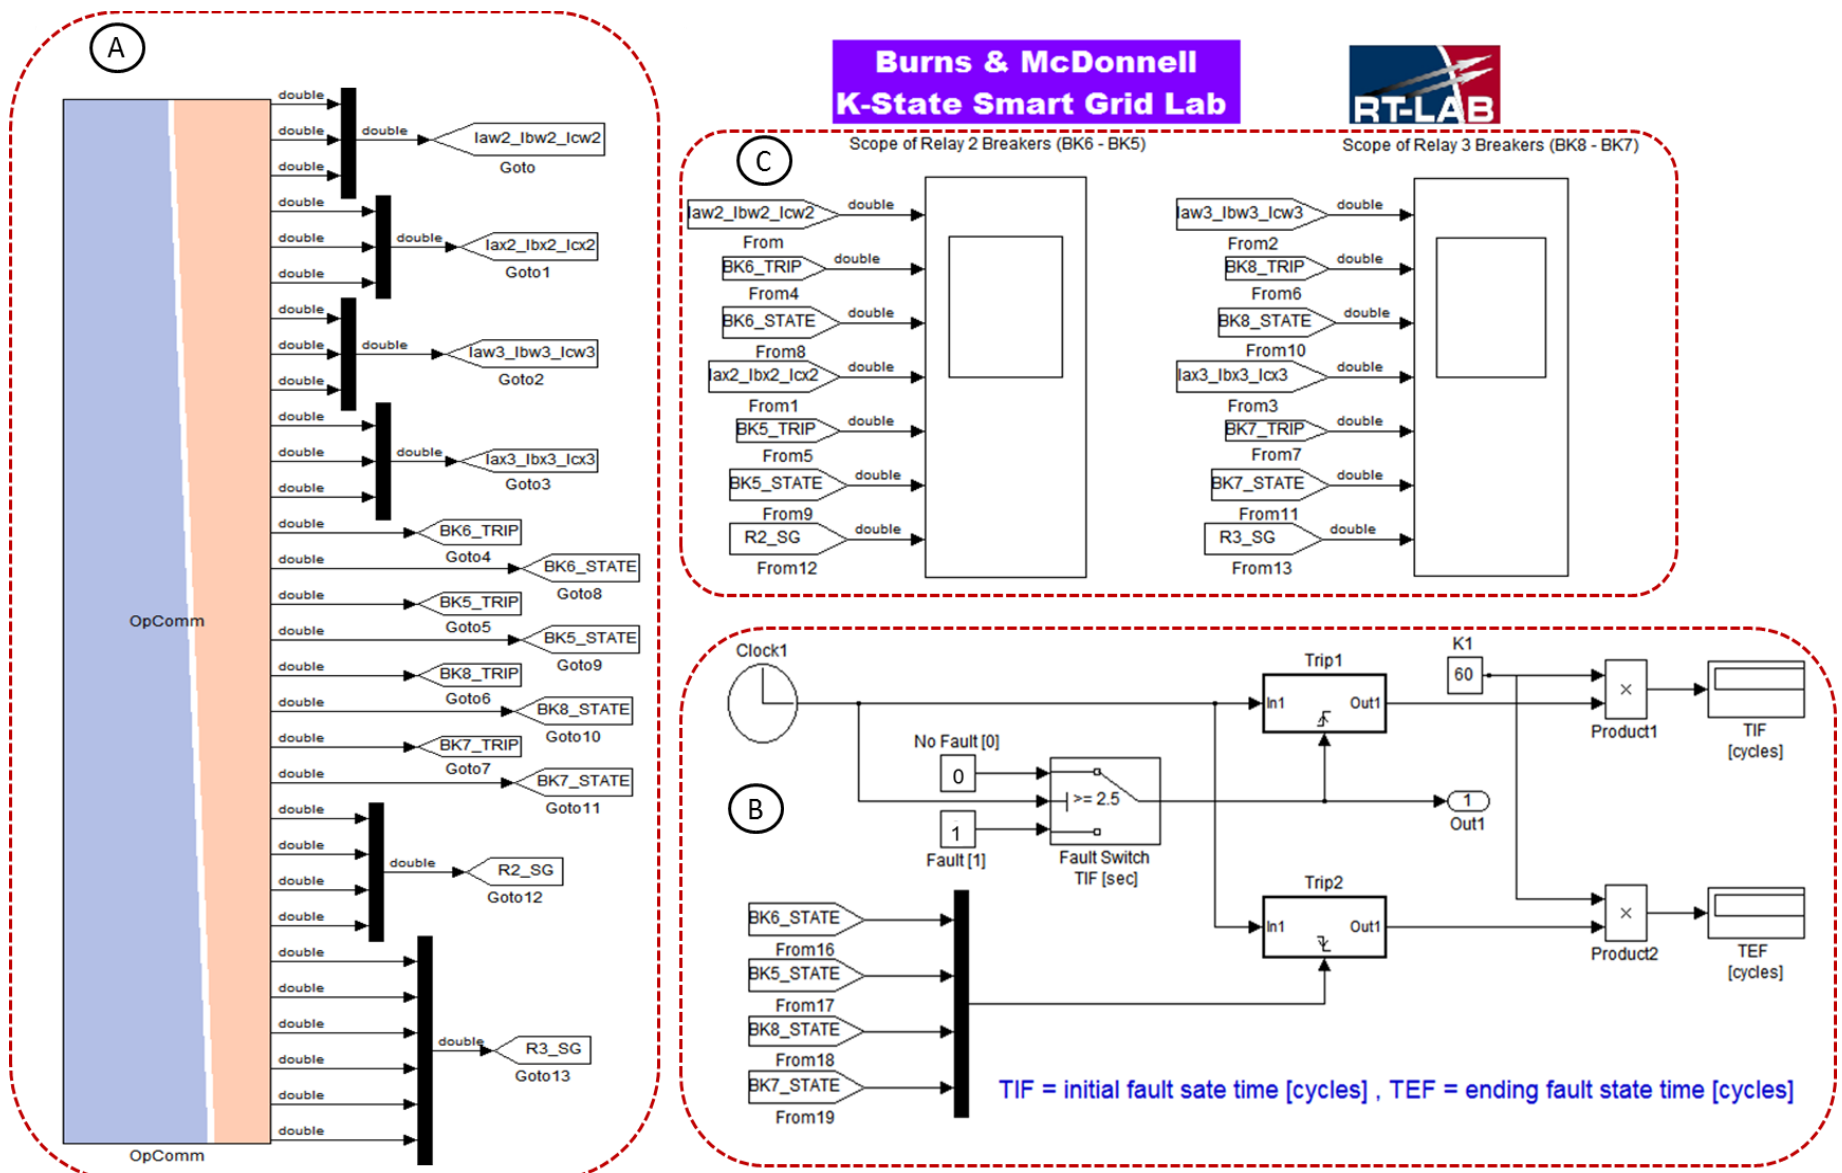 A
double
double
double
double
Iaw2_Ibw2_Icw2
Goto
double
double
double
double
Iax2_Ibx2_Icx2
Goto1
double
double
double
double
Iaw3_Ibw3_Icw3
Goto2
double
double
double
double
Iax3_Ibx3_Icx3
Goto3
double
BK6_TRIP
Goto4
double
BK6_STATE
Goto8
double
BK5_TRIP
Goto5
OpComm
double
BK5_STATE
Goto9
double
BK8_TRIP
Goto6
double
BK8_STATE
Goto10
double
BK7_TRIP
Goto7
double
BK7_STATE
Goto11
double
double
double
double
double
R2_SG
Goto12
double
double
double
double
double
double
double
R3_SG
Goto13
OpComm
Burns & McDonnell
K-State Smart Grid Lab
RT-LAB
C
Scope of Relay 2 Breakers (BK6 - BK5)
Iaw2_Ibw2_Icw2
double
From
BK6_TRIP
double
From4
BK6_STATE
double
From8
Iax2_Ibx2_Icx2
double
From1
BK5_TRIP
double
From5
BK5_STATE
double
From9
R2_SG
double
From12
Scope of Relay 3 Breakers (BK8 - BK7)
Iaw3_Ibw3_Icw3
double
From2
BK8_TRIP
double
From6
BK8_STATE
double
From10
Iax3_Ibx3_Icx3
double
From3
BK7_TRIP
double
From7
BK7_STATE
double
From11
R3_SG
double
From13
B
Clock1
No Fault [0]
0
1
Fault [1]
>= 2.5
Fault Switch
TIF [sec]
Trip1
In1
Out1
K1
60
×
Product1
TIF
[cycles]
1
Out1
Trip2
In1
Out1
×
Product2
TEF
[cycles]
BK6_STATE
From16
BK5_STATE
From17
BK8_STATE
From18
BK7_STATE
From19
TIF = initial fault sate time [cycles] , TEF = ending fault state time [cycles]